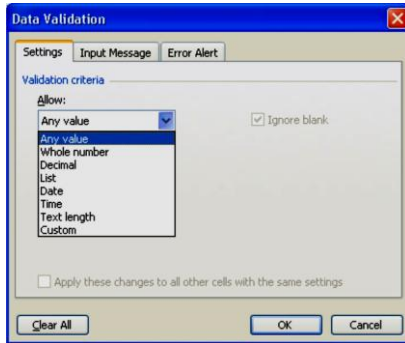 Data Validation
Settings Input Message Error Alert
Validation criteria
Allow:
Any value Ignore blank
Any value
Whole number
Decimal
List
Date
Time
Text length
Custom
Apply these changes to all other cells with the same settings
Clear All OK Cancel